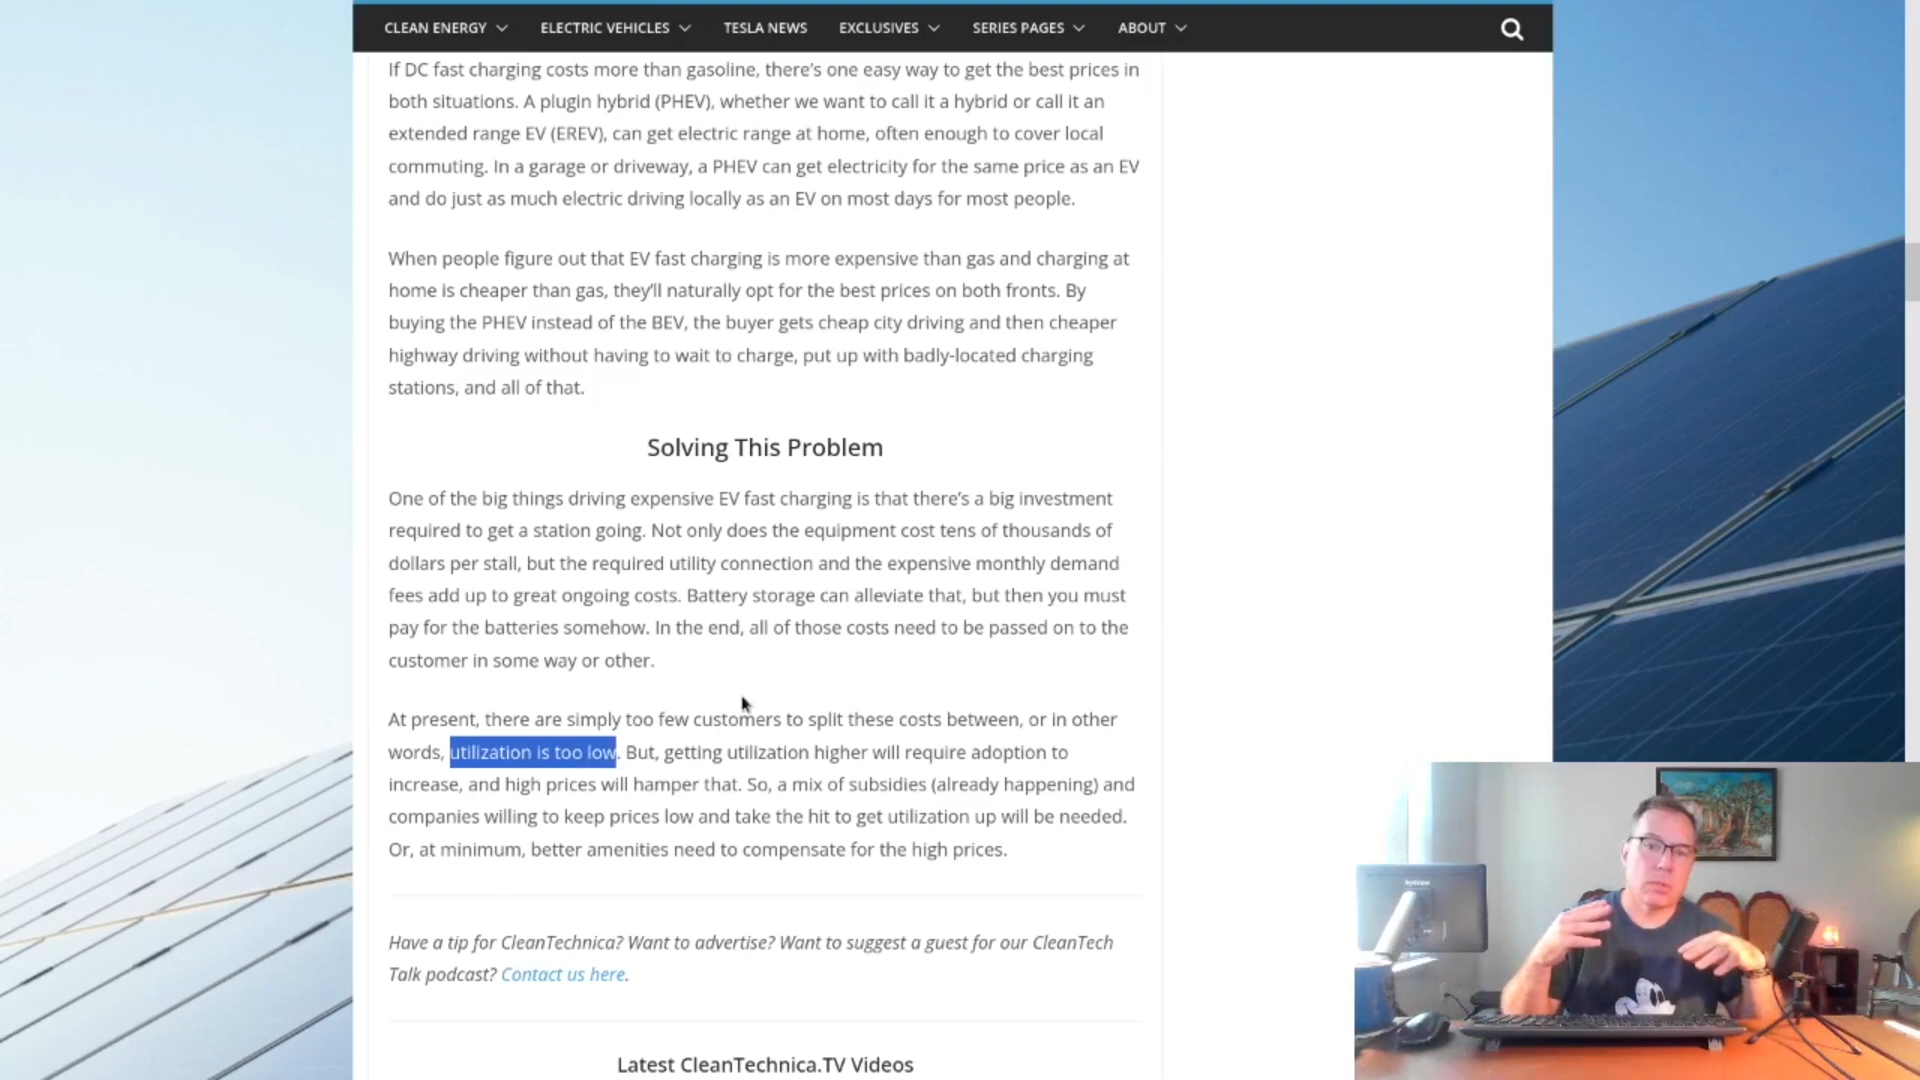 CLEAN ENERGY ELECTRIC VEHICLES TESLA NEWS EXCLUSIVES SERIES PAGES ABOUT
If DC fast charging costs more than gasoline, there’s one easy way to get the best prices in
both situations. A plugin hybrid (PHEV), whether we want to call it a hybrid or call it an
extended range EV (EREV), can get electric range at home, often enough to cover local
commuting. In a garage or driveway, a PHEV can get electricity for the same price as an EV
and do just as much electric driving locally as an EV on most days for most people.
When people figure out that EV fast charging is more expensive than gas and charging at
home is cheaper than gas, they’ll naturally opt for the best prices on both fronts. By
buying the PHEV instead of the BEV, the buyer gets cheap city driving and then cheaper
highway driving without having to wait to charge, put up with badly-located charging
stations, and all of that.
Solving This Problem
One of the big things driving expensive EV fast charging is that there’s a big investment
required to get a station going. Not only does the equipment cost tens of thousands of
dollars per stall, but the required utility connection and the expensive monthly demand
fees add up to great ongoing costs. Battery storage can alleviate that, but then you must
pay for the batteries somehow. In the end, all of those costs need to be passed on to the
customer in some way or other.
At present, there are simply too few customers to split these costs between, or in other
words, utilization is too low. But, getting utilization higher will require adoption to
increase, and high prices will hamper that. So, a mix of subsidies (already happening) and
companies willing to keep prices low and take the hit to get utilization up will be needed.
Or, at minimum, better amenities need to compensate for the high prices.
Have a tip for CleanTechnica? Want to advertise? Want to suggest a guest for our CleanTech
Talk podcast? Contact us here.
Latest CleanTechnica.TV Videos